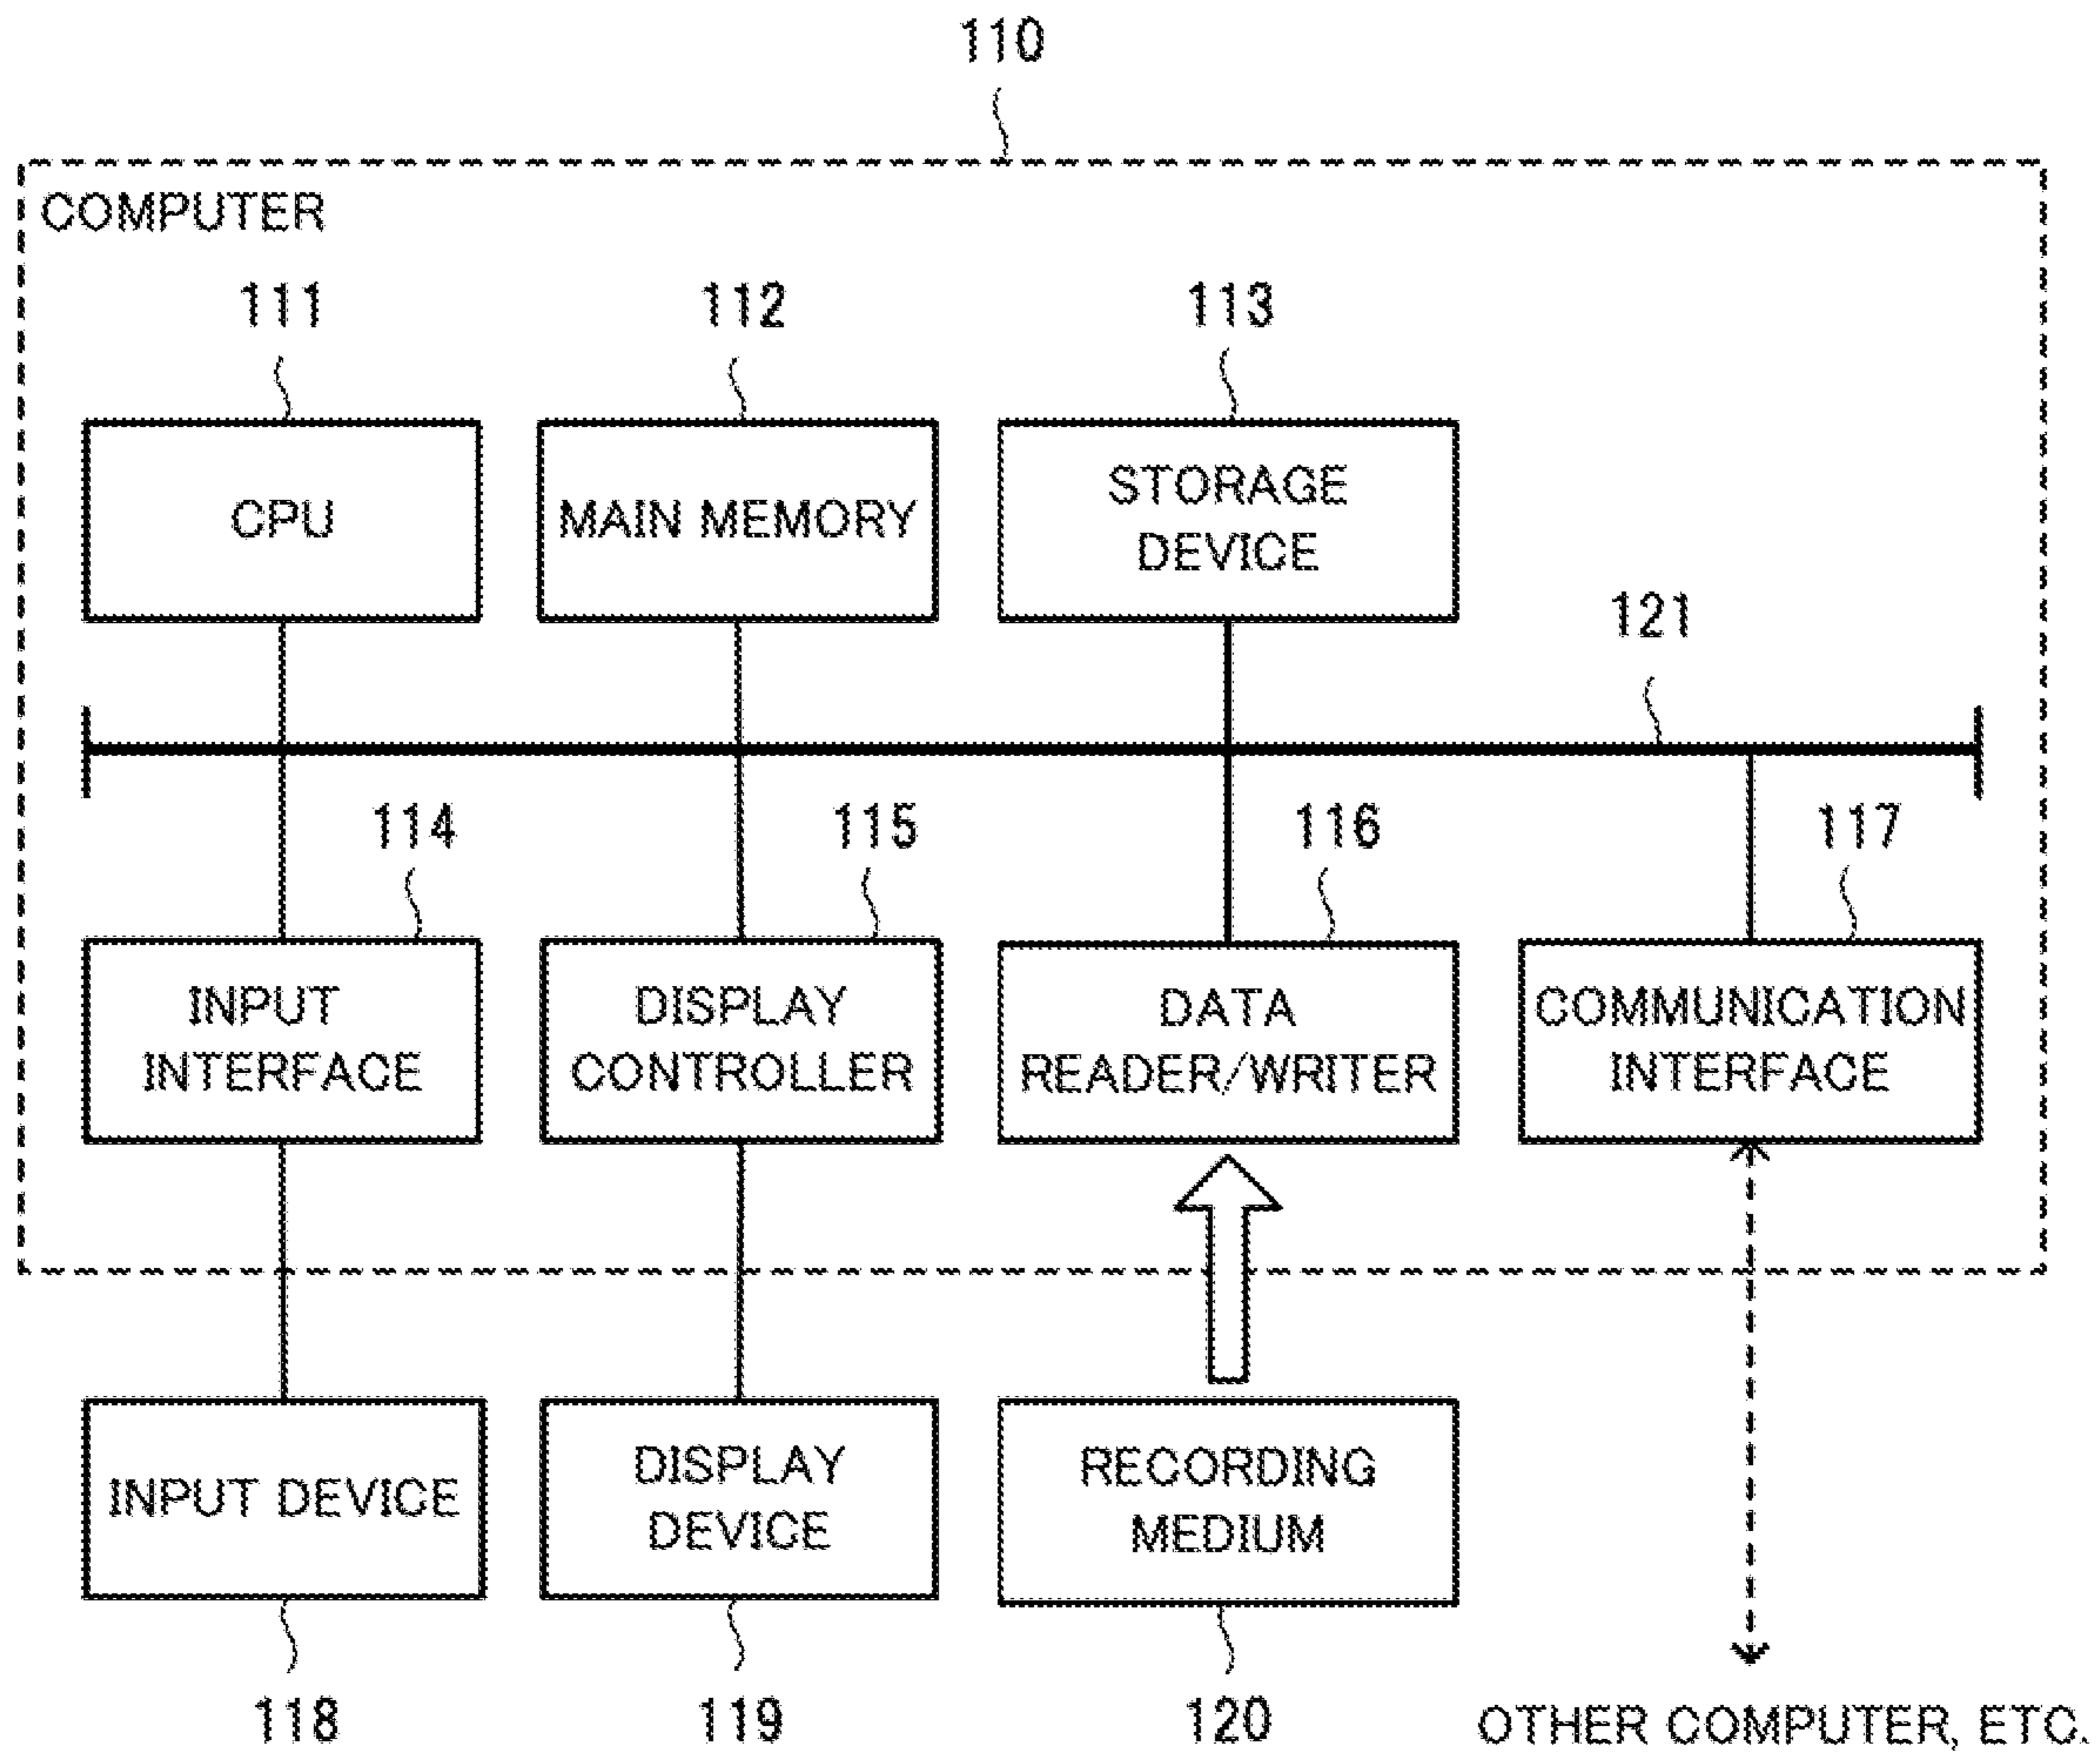 110
COMPUTER
111
112
113
CPU
MAIN MEMORY
STORAGE
DEVICE
121
114
115
116
117
INPUT
INTERFACE
DISPLAY
CONTROLLER
DATA
READER/WRITER
COMMUNICATION
INTERFACE
INPUT DEVICE
DISPLAY
DEVICE
RECORDING
MEDIUM
118
119
120
OTHER COMPUTER, ETC.